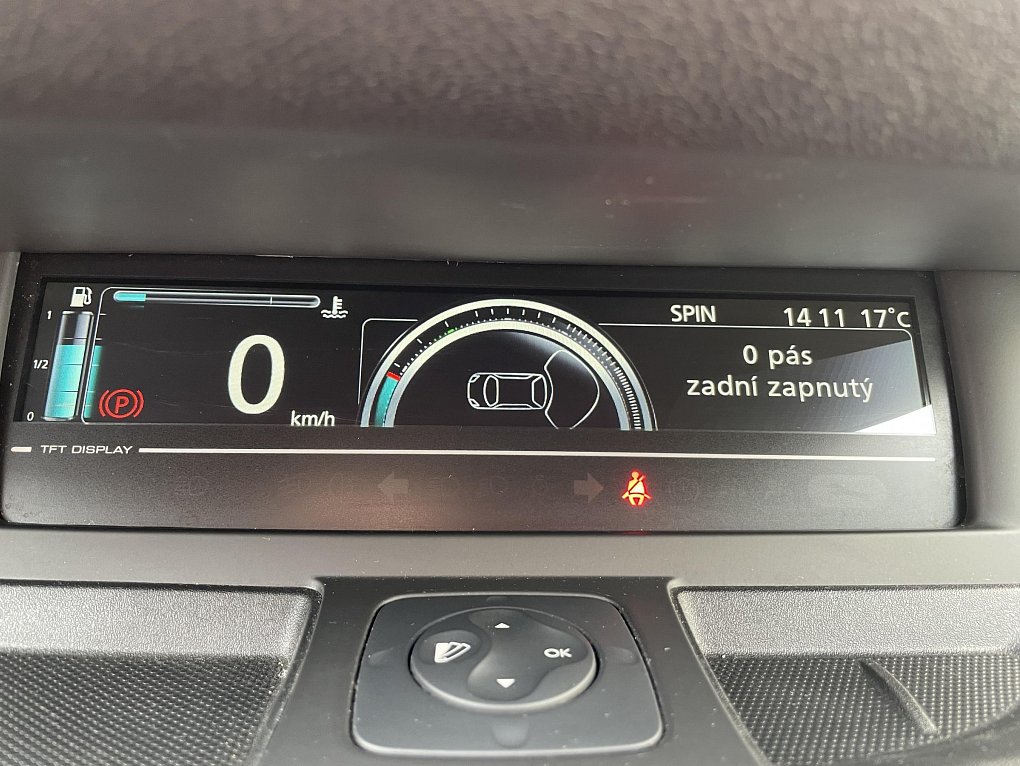 SPIN 14 11 17°C
1
1/2
0
P
0
km/h
0 pás
zadní zapnutý
TFT DISPLAY
OK